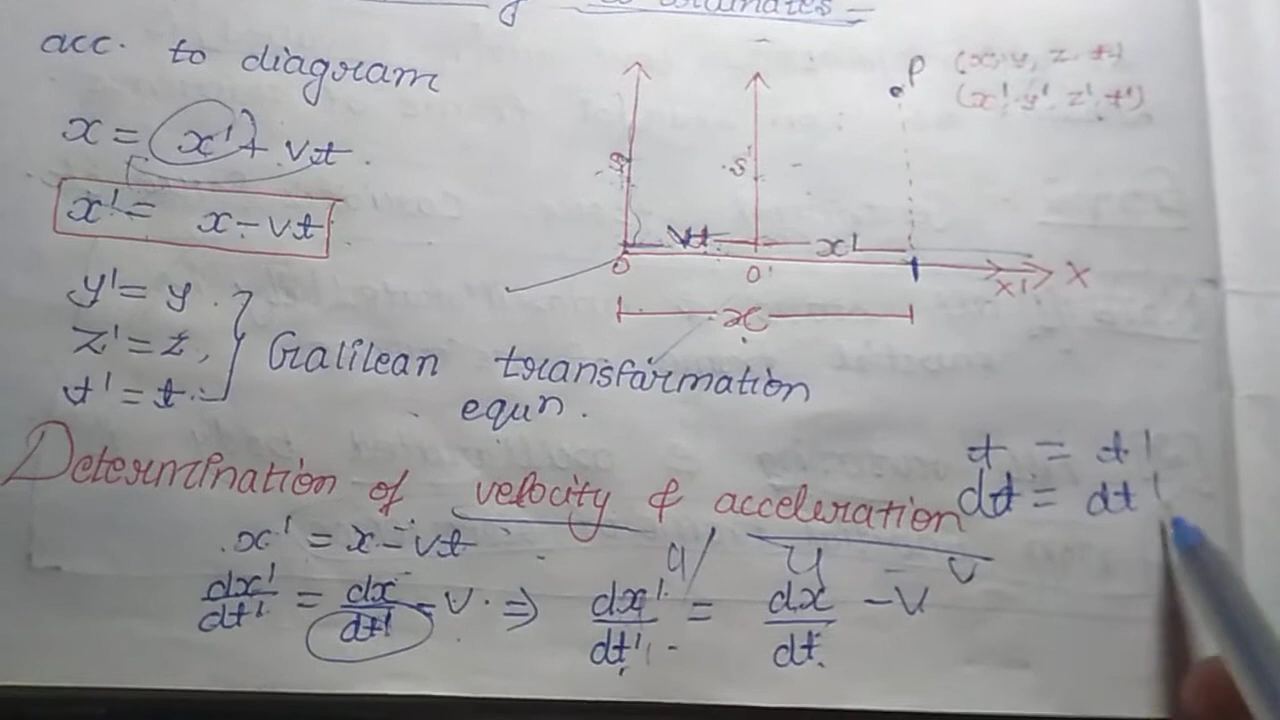 acc. to diagram
x = x' + vt.
x' = x - vt
y' = y
z' = z,
t' = t.
Galilean transformation
equn.
P (x, y, z, t)
(x', y', z', t')
S
S'
vt
x'
O
O'
x' x
x
t = t'
dt = dt'
Determination of velocity & acceleration
x' = x - vt
u' u v
dx'/dt' = dx/dt' - v. ⇒ dx'/dt' = dx/dt - v